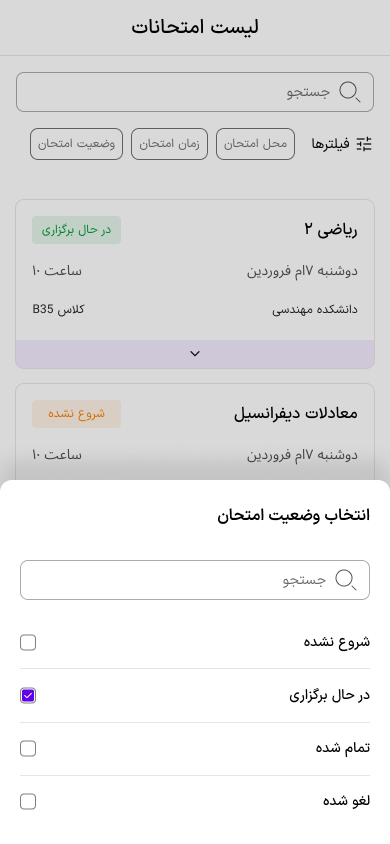 لیست امتحانات
جستجو
فیلترها محل امتحان زمان امتحان وضعیت امتحان
ریاضی ۲ در حال برگزاری
دوشنبه ۱۷ام فروردین ساعت ۱۰
دانشکده مهندسی کلاس B35
معادلات دیفرانسیل شروع نشده
دوشنبه ۱۷ام فروردین ساعت ۱۰
انتخاب وضعیت امتحان
جستجو
شروع نشده
در حال برگزاری
تمام شده
لغو شده